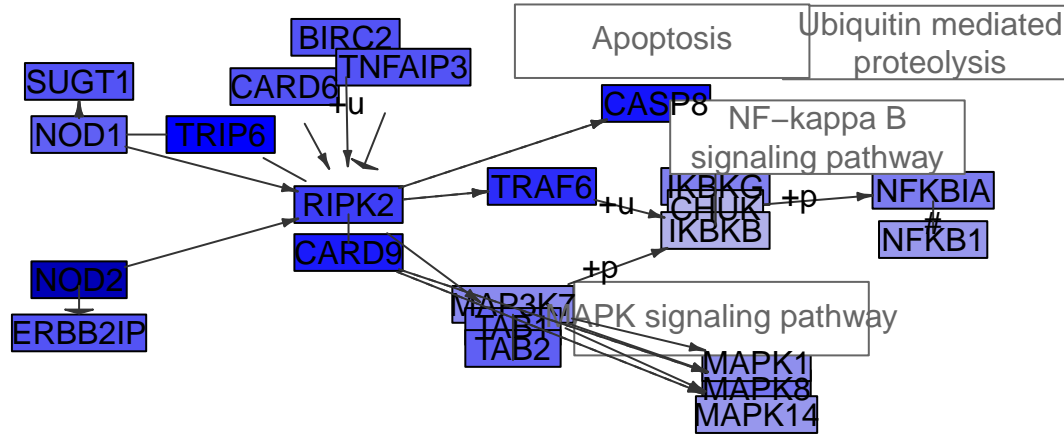 BIRC2
Apoptosis
Ubiquitin mediated
proteolysis
SUGT1
TNFAIP3
CARD6
+u
CASP8
NOD1
TRIP6
NF−kappa B
signaling pathway
RIPK2
TRAF6
IKBKG
CHUK
IKBKB
+u
+p
NFKBIA
#
NFKB1
CARD9
NOD2
+p
ERBB2IP
MAP3K7
TAB1
TAB2
MAPK signaling pathway
MAPK1
MAPK8
MAPK14